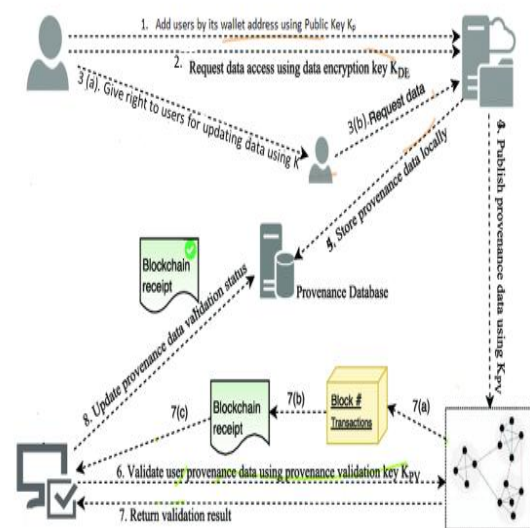 1. Add users by its wallet address using Public Key Kp
2. Request data access using data encryption key KDE
3 (a). Give right to users for updating data using K
3(b). Request data
4. Publish provenance data using KPV
5. Store provenance data locally
Blockchain
receipt
Provenance Database
8. Update provenance data validation status
Blockchain
receipt
7(c)
7(b)
Block #
Transactions
7(a)
6. Validate user provenance data using provenance validation key KPV
7. Return validation result